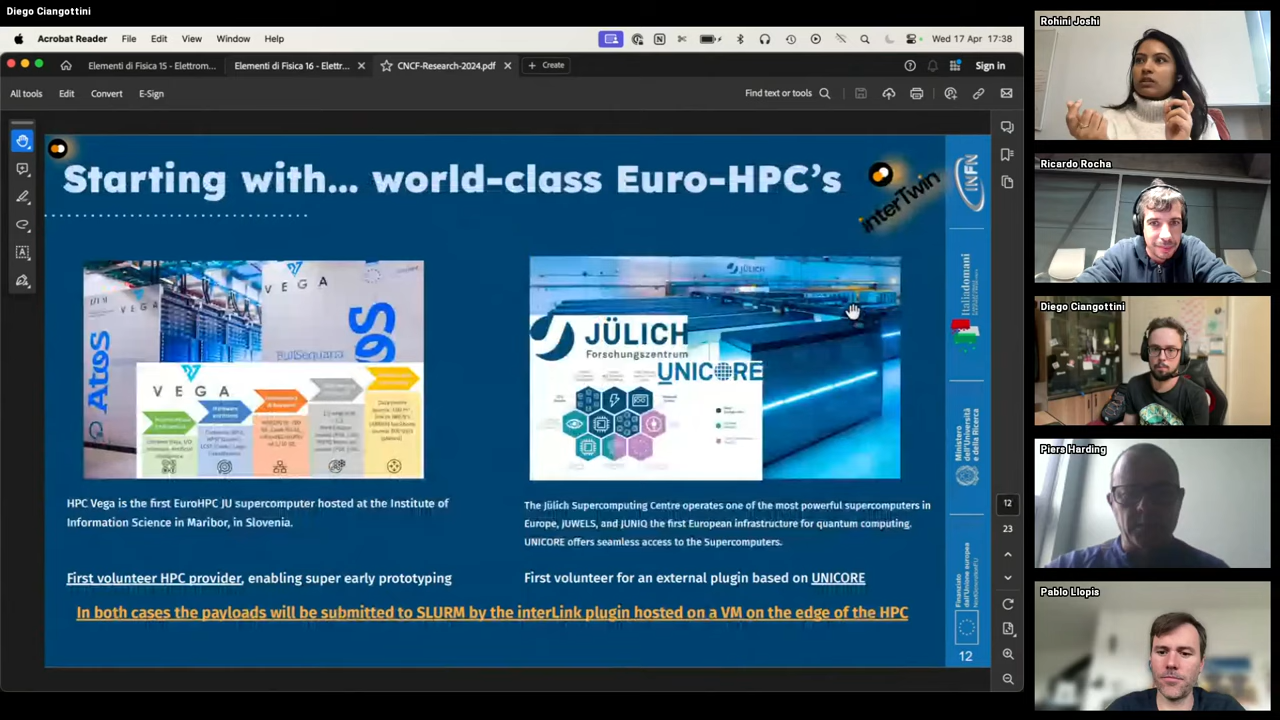 Diego Ciangottini
Acrobat Reader File Edit View Window Help Wed 17 Apr 17:38
Elementi di Fisica 15 - Elettrom... Elementi di Fisica 16 - Elettr... CNCF-Research-2024.pdf Create Sign in
All tools Edit Convert E-Sign Find text or tools
Starting with... world-class Euro-HPC's
interTwin
INFN
Italiadomani
Ministero
dell'Università
e della Ricerca
Finanziato
dall'Unione europea
NextGenerationEU
VEGA
Atos
BullSequana
VEGA
JÜLICH
JÜLICH
Forschungszentrum
UNICORE
HPC Vega is the first EuroHPC JU supercomputer hosted at the Institute of
Information Science in Maribor, in Slovenia.
The Jülich Supercomputing Centre operates one of the most powerful supercomputers in
Europe, JUWELS, and JUNIQ the first European infrastructure for quantum computing.
UNICORE offers seamless access to the Supercomputers.
First volunteer HPC provider, enabling super early prototyping
First volunteer for an external plugin based on UNICORE
In both cases the payloads will be submitted to SLURM by the interLink plugin hosted on a VM on the edge of the HPC
12
12
23
Rohini Joshi
Ricardo Rocha
Diego Ciangottini
Piers Harding
Pablo Llopis